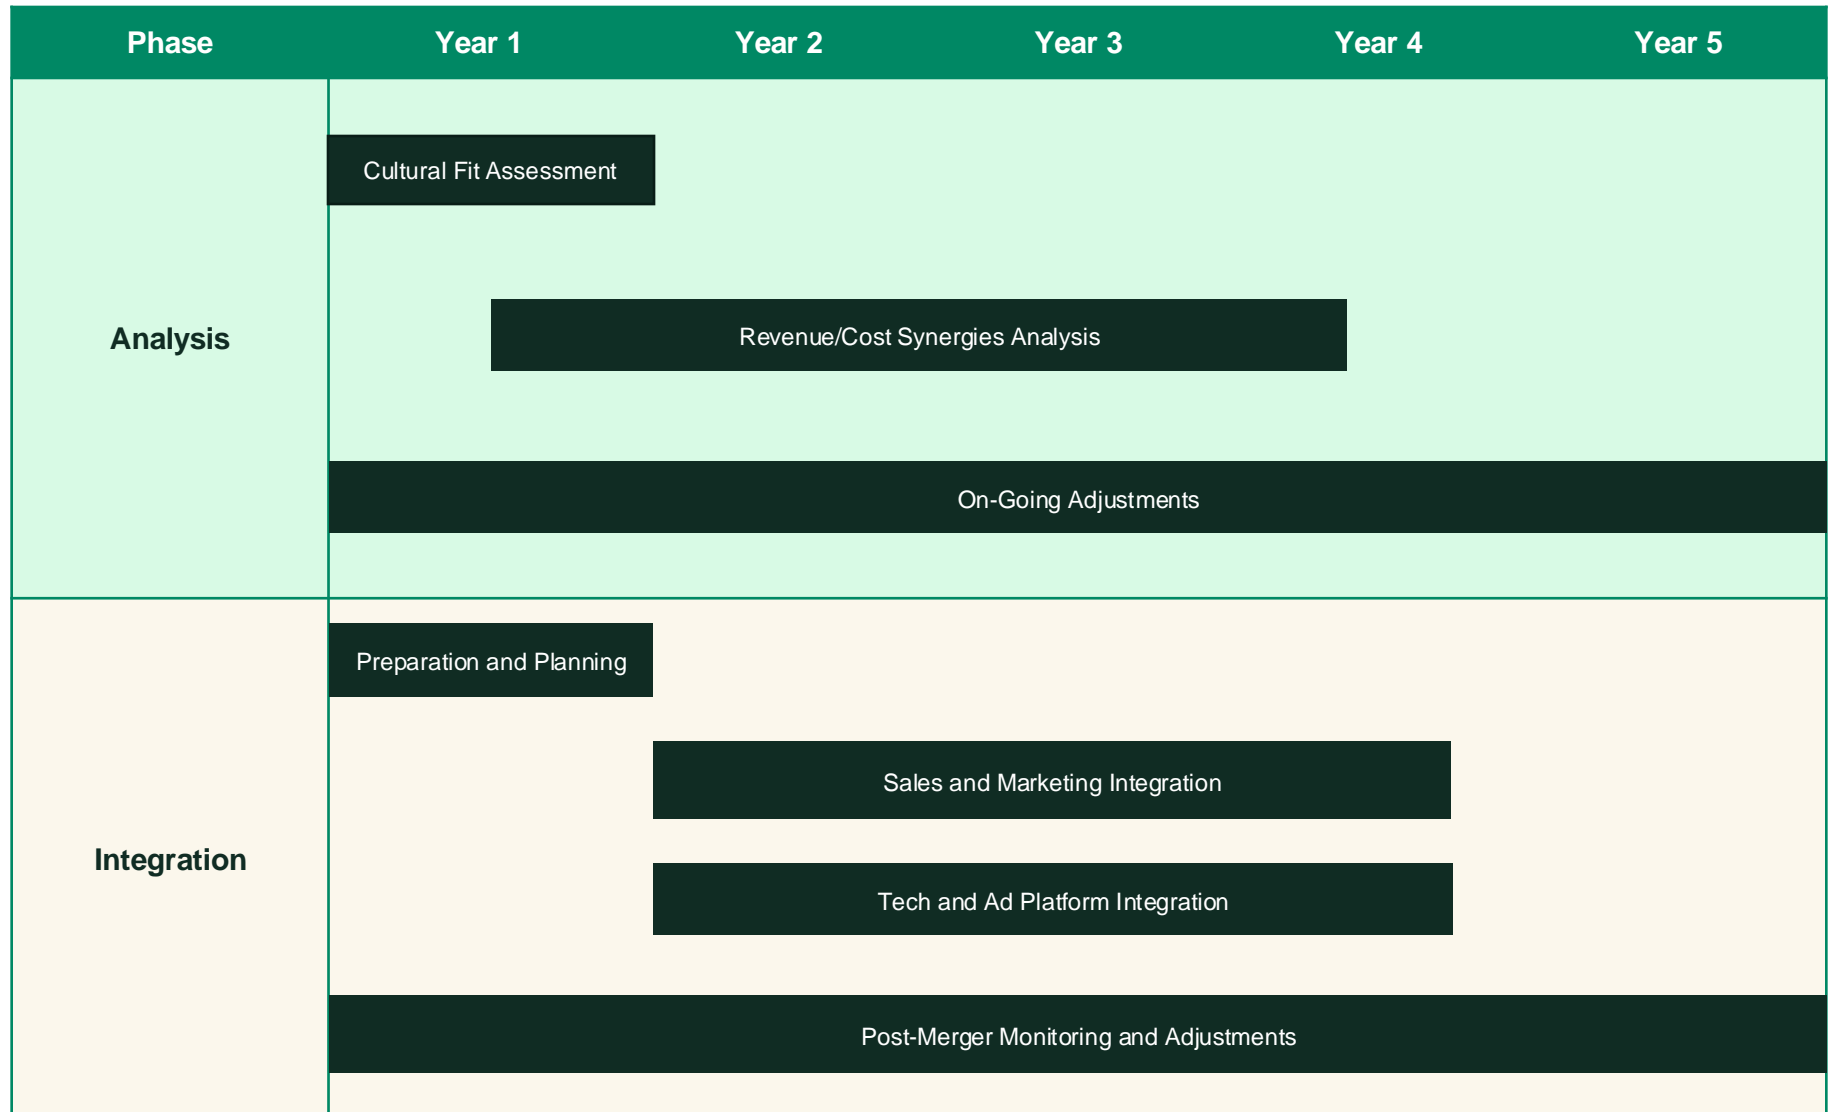 Phase Year 1 Year 2 Year 3 Year 4 Year 5
Cultural Fit Assessment
Analysis
Revenue/Cost Synergies Analysis
On-Going Adjustments
Preparation and Planning
Sales and Marketing Integration
Integration
Tech and Ad Platform Integration
Post-Merger Monitoring and Adjustments